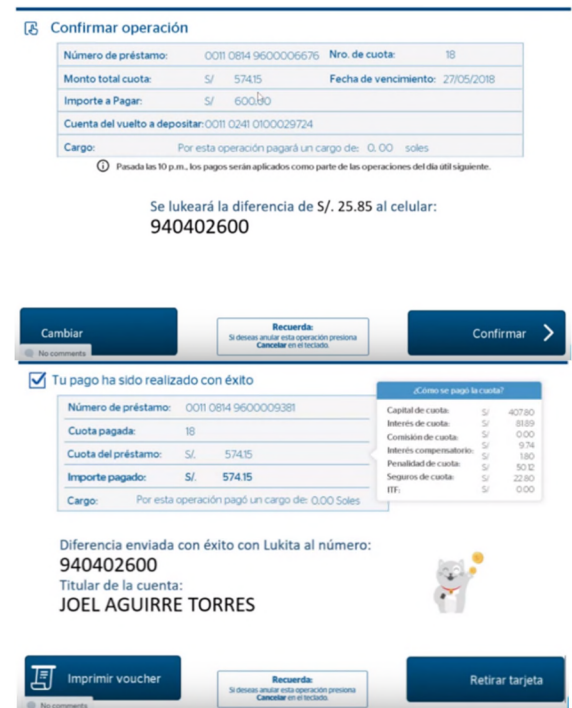 Confirmar operación
Número de préstamo: 0011 0814 9600006676 Nro. de cuota: 18
Monto total cuota: S/ 574.15 Fecha de vencimiento: 27/05/2018
Importe a Pagar: S/ 600.00
Cuenta del vuelto a depositar: 0011 0241 0100029724
Cargo: Por esta operación pagará un cargo de: 0.00 soles
Pasada las 10 p.m., los pagos serán aplicados como parte de las operaciones del día útil siguiente.
Se lukeará la diferencia de S/. 25.85 al celular:
940402600
Cambiar
Recuerda:
Si deseas anular esta operación presiona
Cancelar en el teclado.
Confirmar
No comments
Tu pago ha sido realizado con éxito
Número de préstamo: 0011 0814 9600009381
Cuota pagada: 18
Cuota del préstamo: S/. 574.15
Importe pagado: S/. 574.15
Cargo: Por esta operación pagó un cargo de: 0.00 Soles
¿Cómo se pagó la cuota?
Capital de cuota: S/ 407.80
Interés de cuota: S/ 81.89
Comisión de cuota: S/ 0.00
Interés compensatorio: S/ 9.74
Penalidad de cuota: S/ 1.80
Seguros de cuota: S/ 50.12
S/ 22.80
ITF: S/ 0.00
Diferencia enviada con éxito con Lukita al número:
940402600
Titular de la cuenta:
JOEL AGUIRRE TORRES
Imprimir voucher
Recuerda:
Si deseas anular esta operación presiona
Cancelar en el teclado.
Retirar tarjeta
No comments